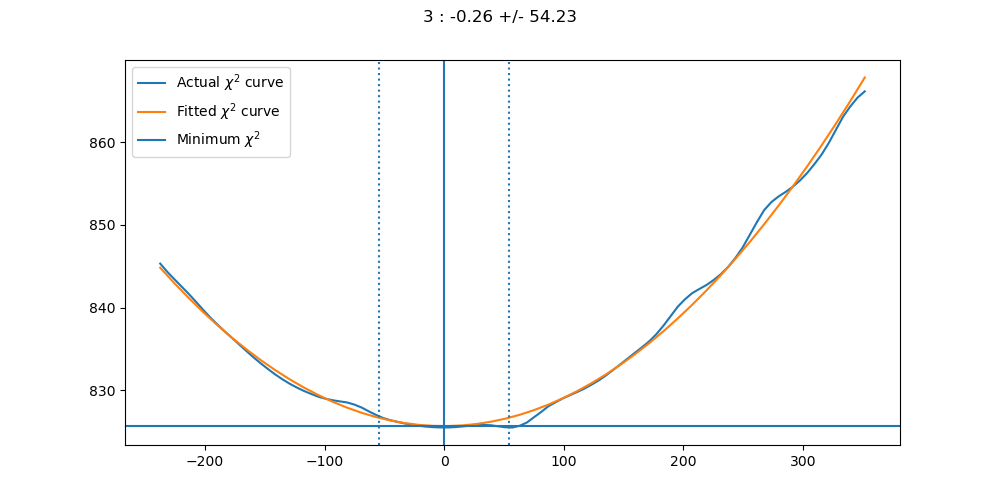 3 : -0.26 +/- 54.23
Actual χ² curve
Fitted χ² curve
Minimum χ²
860
850
840
830
−200 −100 0 100 200 300